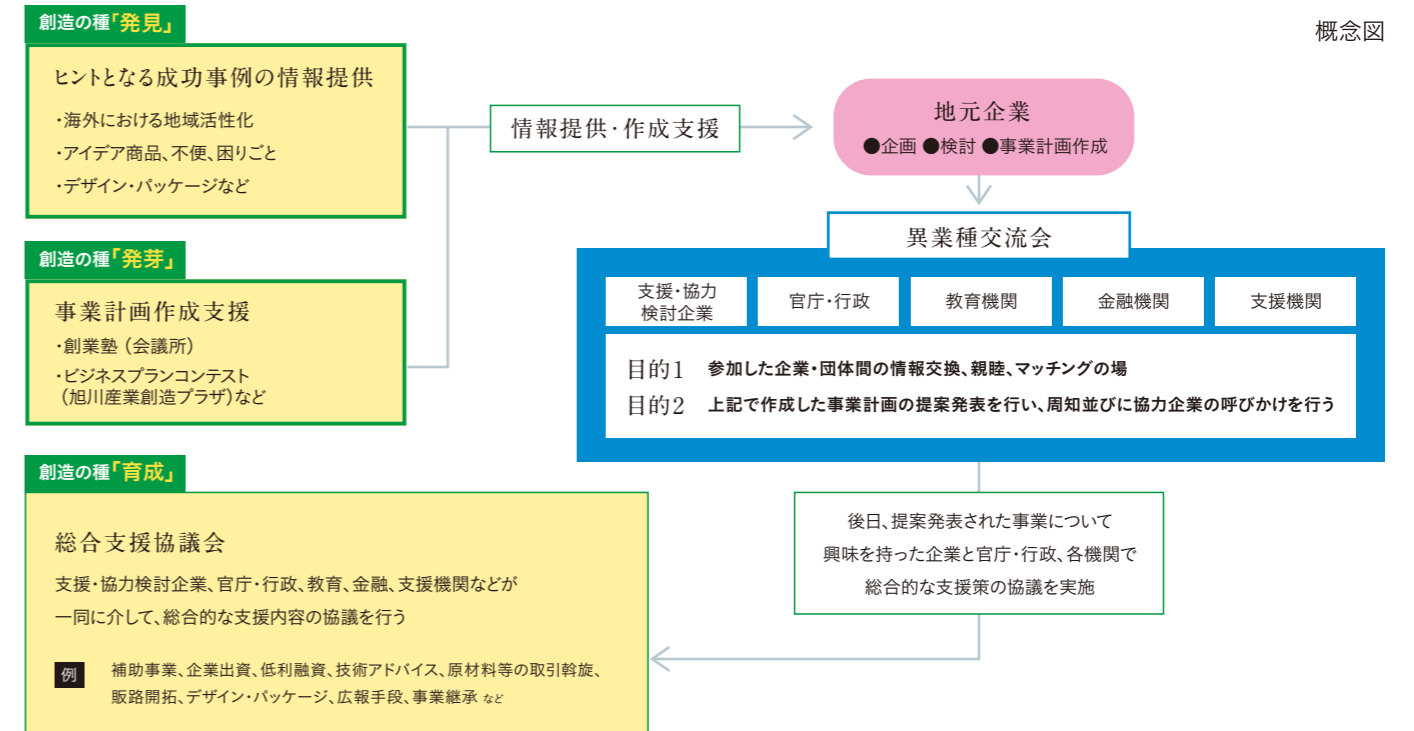 概念図
創造の種「発見」
ヒントとなる成功事例の情報提供
・海外における地域活性化
・アイデア商品、不便、困りごと
・デザイン・パッケージなど
情報提供・作成支援
地元企業
●企画 ●検討 ●事業計画作成
創造の種「発芽」
事業計画作成支援
・創業塾（会議所）
・ビジネスプランコンテスト
（旭川産業創造プラザ）など
異業種交流会
支援・協力
検討企業
官庁・行政
教育機関
金融機関
支援機関
目的1 参加した企業・団体間の情報交換、親睦、マッチングの場
目的2 上記で作成した事業計画の提案発表を行い、周知並びに協力企業の呼びかけを行う
後日、提案発表された事業について
興味を持った企業と官庁・行政、各機関で
総合的な支援策の協議を実施
創造の種「育成」
総合支援協議会
支援・協力検討企業、官庁・行政、教育、金融、支援機関などが
一同に介して、総合的な支援内容の協議を行う
例 補助事業、企業出資、低利融資、技術アドバイス、原材料等の取引斡旋、
販路開拓、デザイン・パッケージ、広報手段、事業継承 など